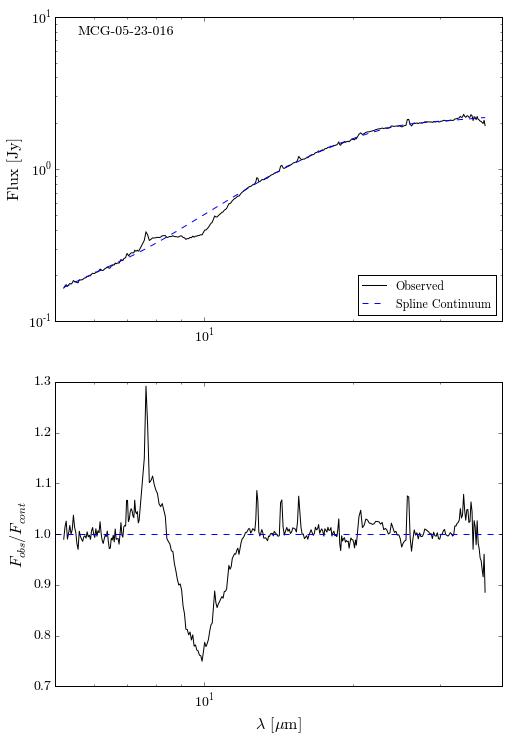 MCG-05-23-016
10^1
10^0
10^-1
Flux [Jy]
Observed
Spline Continuum
10^1
1.3
1.2
1.1
1.0
0.9
0.8
0.7
F_obs/F_cont
10^1
λ [μm]